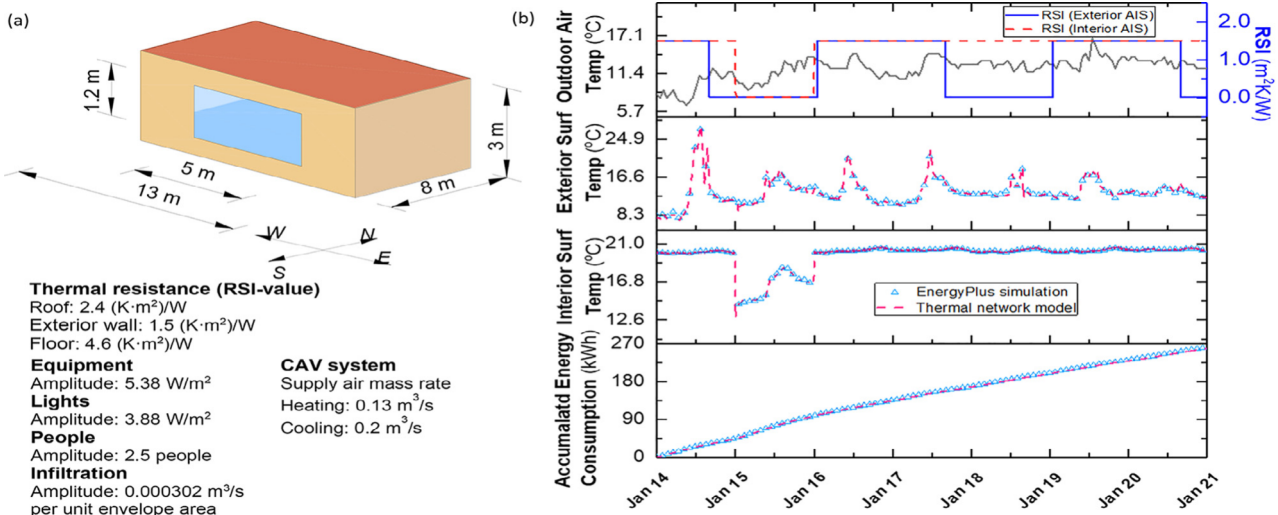 (a)
1.2 m
3 m
5 m
13 m
8 m
W
N
S
E
Thermal resistance (RSI-value)
Roof: 2.4 (K·m²)/W
Exterior wall: 1.5 (K·m²)/W
Floor: 4.6 (K·m²)/W
Equipment
Amplitude: 5.38 W/m²
Lights
Amplitude: 3.88 W/m²
People
Amplitude: 2.5 people
Infiltration
Amplitude: 0.000302 m³/s
per unit envelope area
CAV system
Supply air mass rate
Heating: 0.13 m³/s
Cooling: 0.2 m³/s
(b)
Outdoor Air
Temp (°C)
17.1
11.4
5.7
RSI (Exterior AIS)
RSI (Interior AIS)
2.0
1.0
0.0
RSI
(m²K/W)
Exterior Surf
Temp (°C)
24.9
16.6
8.3
Interior Surf
Temp (°C)
21.0
16.8
12.6
EnergyPlus simulation
Thermal network model
Accumalatd Energy
Consumption (kWh)
270
180
90
0
Jan 14
Jan 15
Jan 16
Jan 17
Jan 18
Jan 19
Jan 20
Jan 21